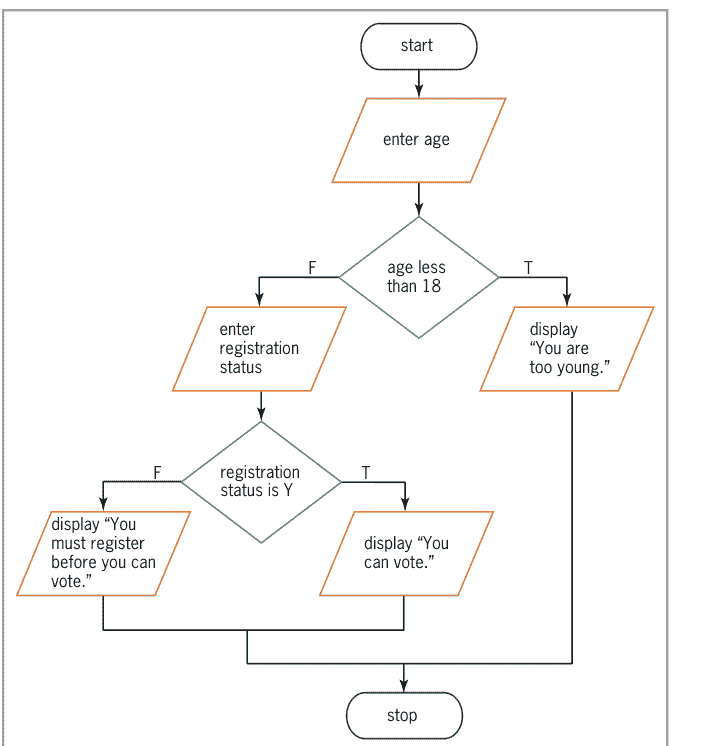 start
enter age
age less
than 18
F
T
enter
registration
status
display
“You are
too young.”
registration
status is Y
F
T
display “You
must register
before you can
vote.”
display “You
can vote.”
stop